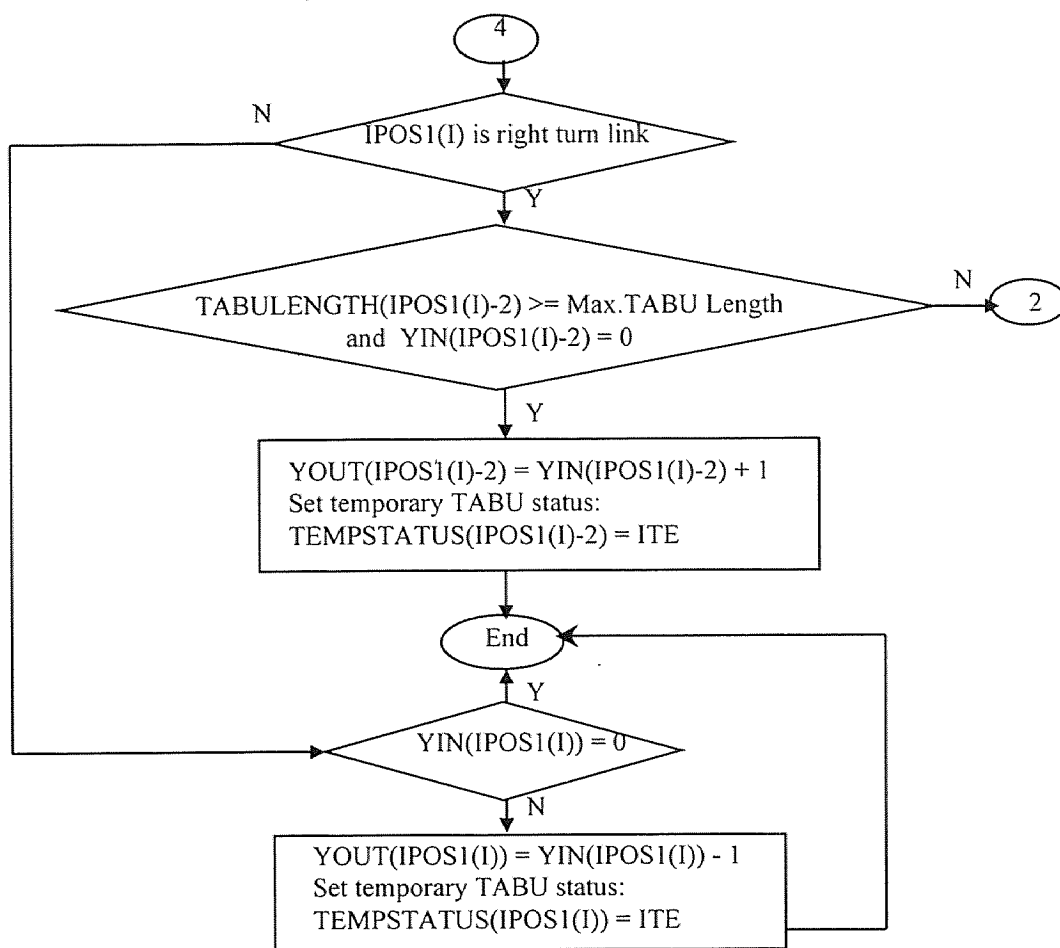 4
N
IPOS1(I) is right turn link
Y
TABULENGTH(IPOS1(I)-2) >= Max.TABU Length
and YIN(IPOS1(I)-2) = 0
N
2
Y
YOUT(IPOS1(I)-2) = YIN(IPOS1(I)-2) + 1
Set temporary TABU status:
TEMPSTATUS(IPOS1(I)-2) = ITE
End
Y
YIN(IPOS1(I)) = 0
N
YOUT(IPOS1(I)) = YIN(IPOS1(I)) - 1
Set temporary TABU status:
TEMPSTATUS(IPOS1(I)) = ITE